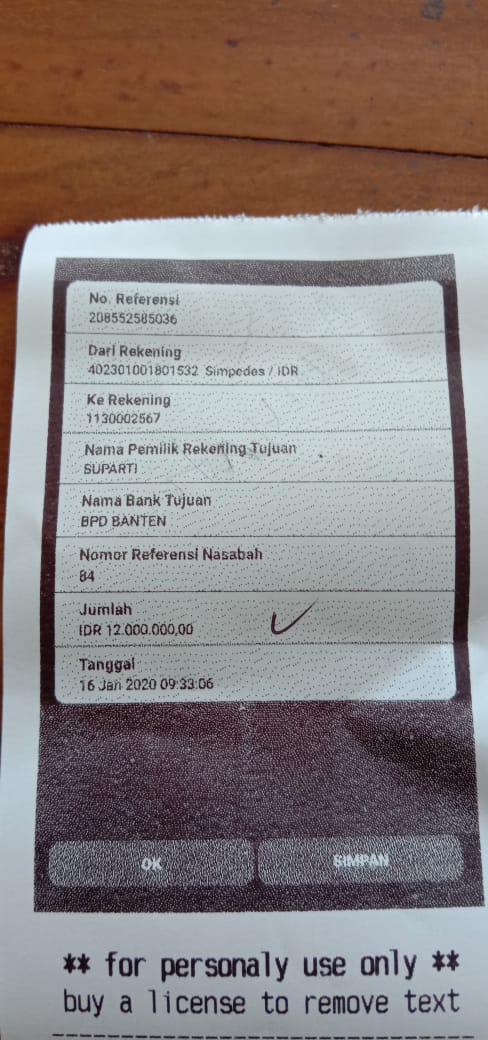 No. Referensi
208552585036
Dari Rekening
402301001801532 Simpedes / IDR
Ke Rekening
1130002567
Nama Pemilik Rekening Tujuan
SUPARTI
Nama Bank Tujuan
BPD BANTEN
Nomor Referensi Nasabah
84
Jumlah
IDR 12.000.000,00
Tanggal
16 Jan 2020 09:33:06
OK SIMPAN
** for personaly use only **
buy a license to remove text